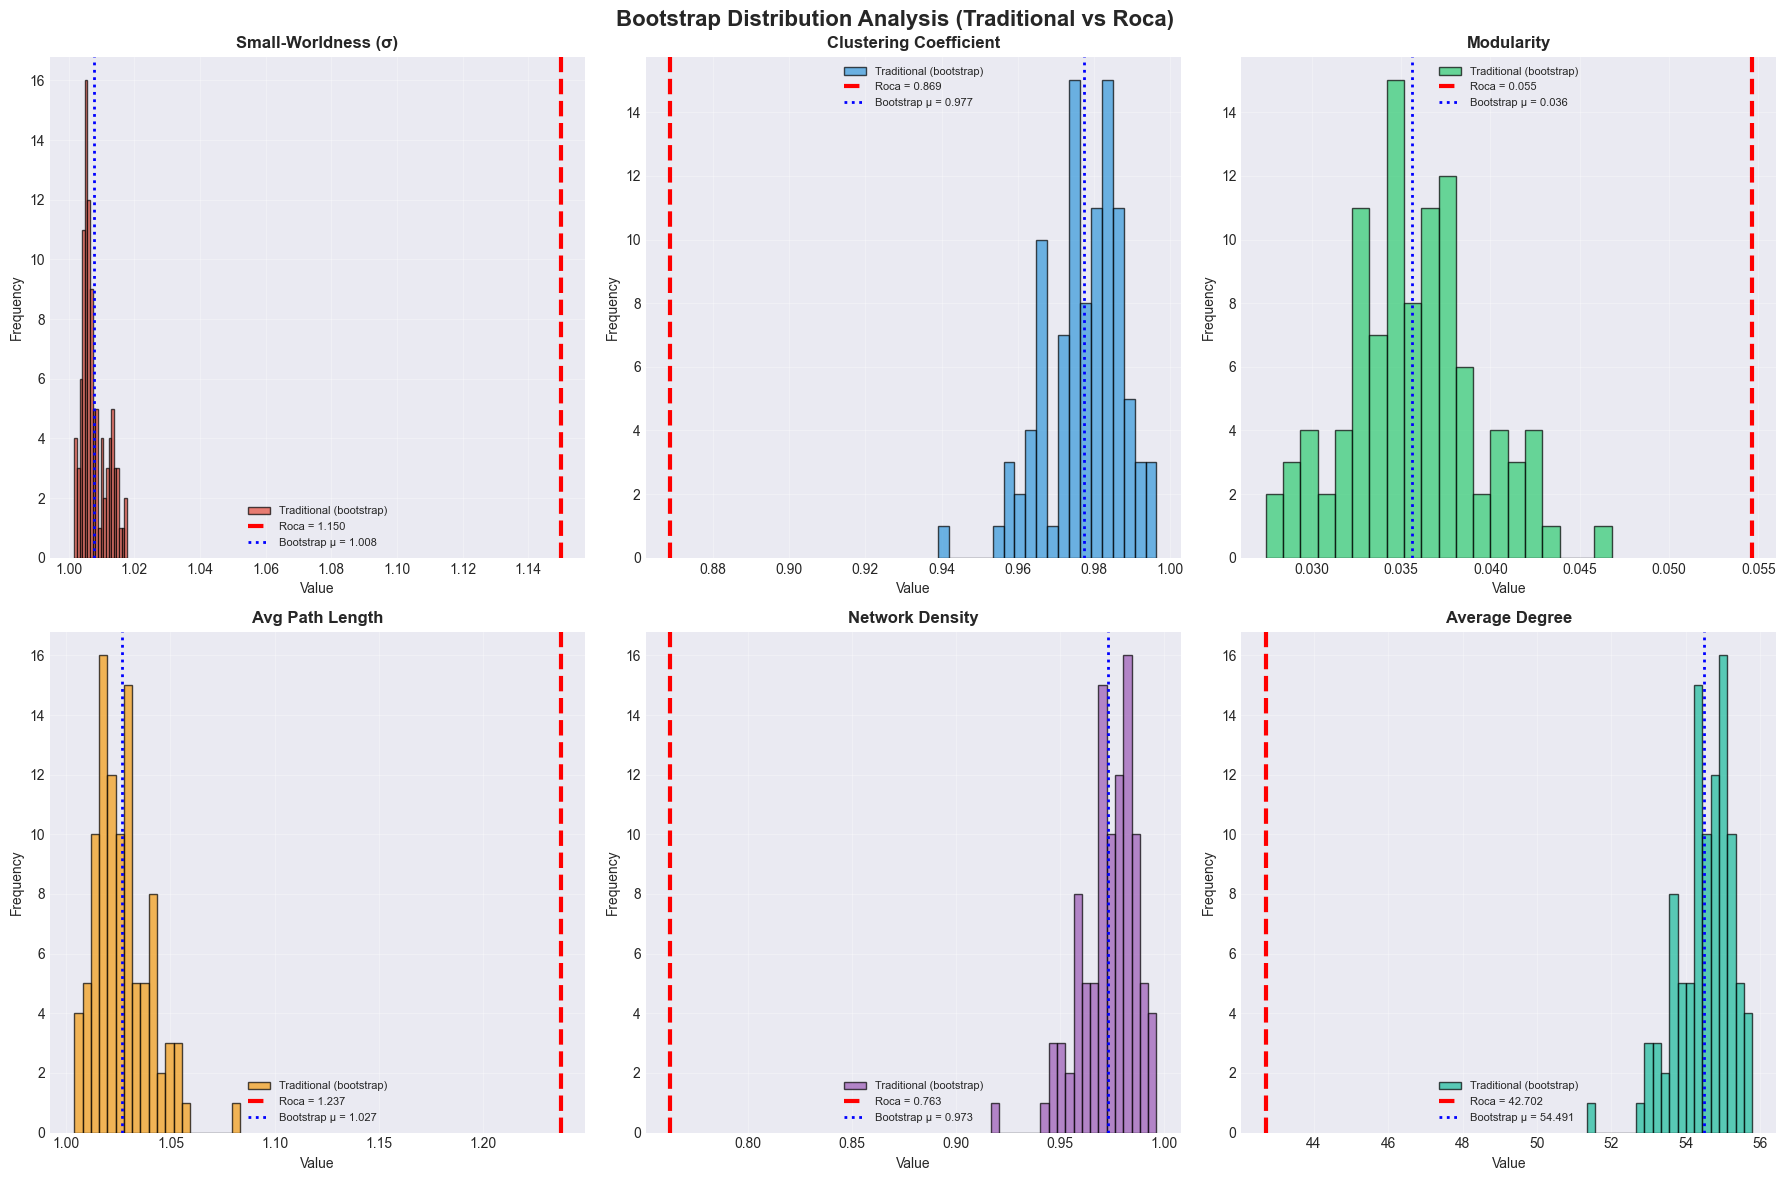 Bootstrap Distribution Analysis (Traditional vs Roca)
Small-Worldness (σ)
Frequency
16
14
12
10
8
6
4
2
0
1.00 1.02 1.04 1.06 1.08 1.10 1.12 1.14
Value
Traditional (bootstrap)
Roca = 1.150
Bootstrap μ = 1.008
Clustering Coefficient
Traditional (bootstrap)
Roca = 0.869
Bootstrap μ = 0.977
Frequency
14
12
10
8
6
4
2
0
0.88 0.90 0.92 0.94 0.96 0.98 1.00
Value
Modularity
Traditional (bootstrap)
Roca = 0.055
Bootstrap μ = 0.036
Frequency
14
12
10
8
6
4
2
0
0.030 0.035 0.040 0.045 0.050 0.055
Value
Avg Path Length
Frequency
16
14
12
10
8
6
4
2
0
Traditional (bootstrap)
Roca = 1.237
Bootstrap μ = 1.027
1.00 1.05 1.10 1.15 1.20
Value
Network Density
Frequency
16
14
12
10
8
6
4
2
0
Traditional (bootstrap)
Roca = 0.763
Bootstrap μ = 0.973
0.80 0.85 0.90 0.95 1.00
Value
Average Degree
Frequency
16
14
12
10
8
6
4
2
0
Traditional (bootstrap)
Roca = 42.702
Bootstrap μ = 54.491
44 46 48 50 52 54 56
Value